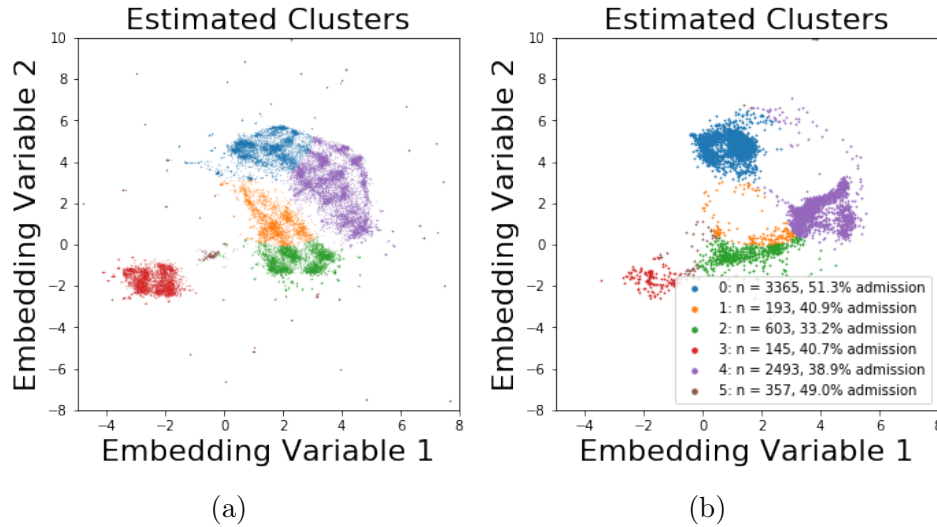 Estimated Clusters
Embedding Variable 2
10
8
6
4
2
0
−2
−4
−6
−8
−4
−2
0
2
4
6
8
Embedding Variable 1
(a)
Estimated Clusters
Embedding Variable 2
10
8
6
4
2
0
−2
−4
−6
−8
−4
−2
0
2
4
6
8
0: n = 3365, 51.3% admission
1: n = 193, 40.9% admission
2: n = 603, 33.2% admission
3: n = 145, 40.7% admission
4: n = 2493, 38.9% admission
5: n = 357, 49.0% admission
Embedding Variable 1
(b)